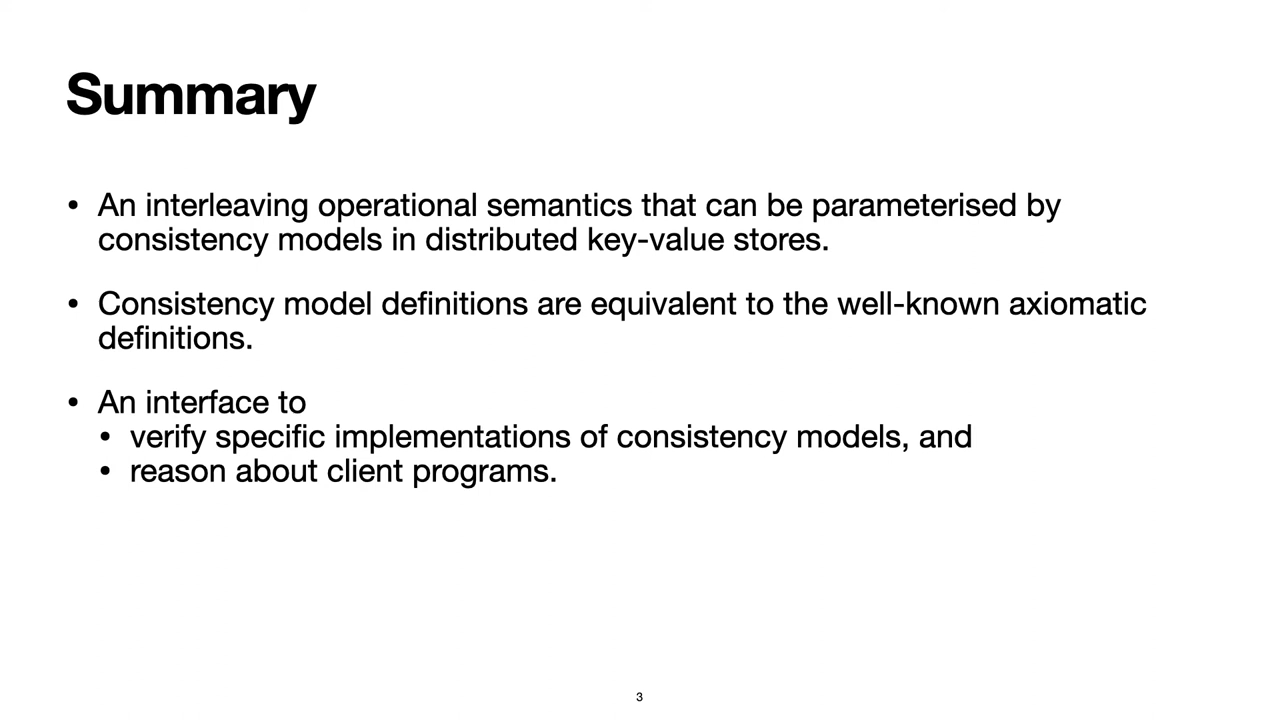 Summary
• An interleaving operational semantics that can be parameterised by
consistency models in distributed key-value stores.
• Consistency model definitions are equivalent to the well-known axiomatic
definitions.
• An interface to
• verify specific implementations of consistency models, and
• reason about client programs.
3